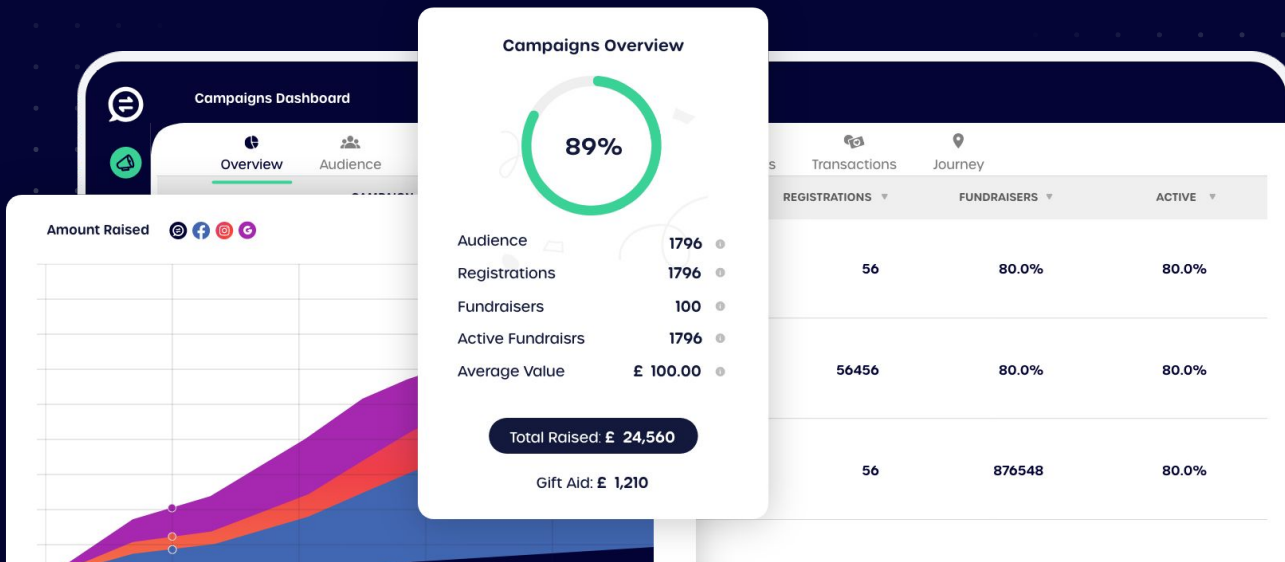 Campaigns Overview
89%
Audience 1796
Registrations 1796
Fundraisers 100
Active Fundraisrs 1796
Average Value £ 100.00
Total Raised: £ 24,560
Gift Aid: £ 1,210
Campaigns Dashboard
Overview Audience Transactions Journey
REGISTRATIONS FUNDRAISERS ACTIVE
56 80.0% 80.0%
56456 80.0% 80.0%
56 876548 80.0%
Amount Raised